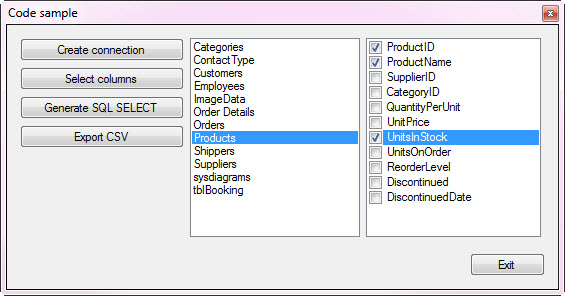 Code sample
Create connection
Select columns
Generate SQL SELECT
Export CSV
Categories
ContactType
Customers
Employees
ImageData
Order Details
Orders
Products
Shippers
Suppliers
sysdiagrams
tblBooking
ProductID
ProductName
SupplierID
CategoryID
QuantityPerUnit
UnitPrice
UnitsInStock
UnitsOnOrder
ReorderLevel
Discontinued
DiscontinuedDate
Exit